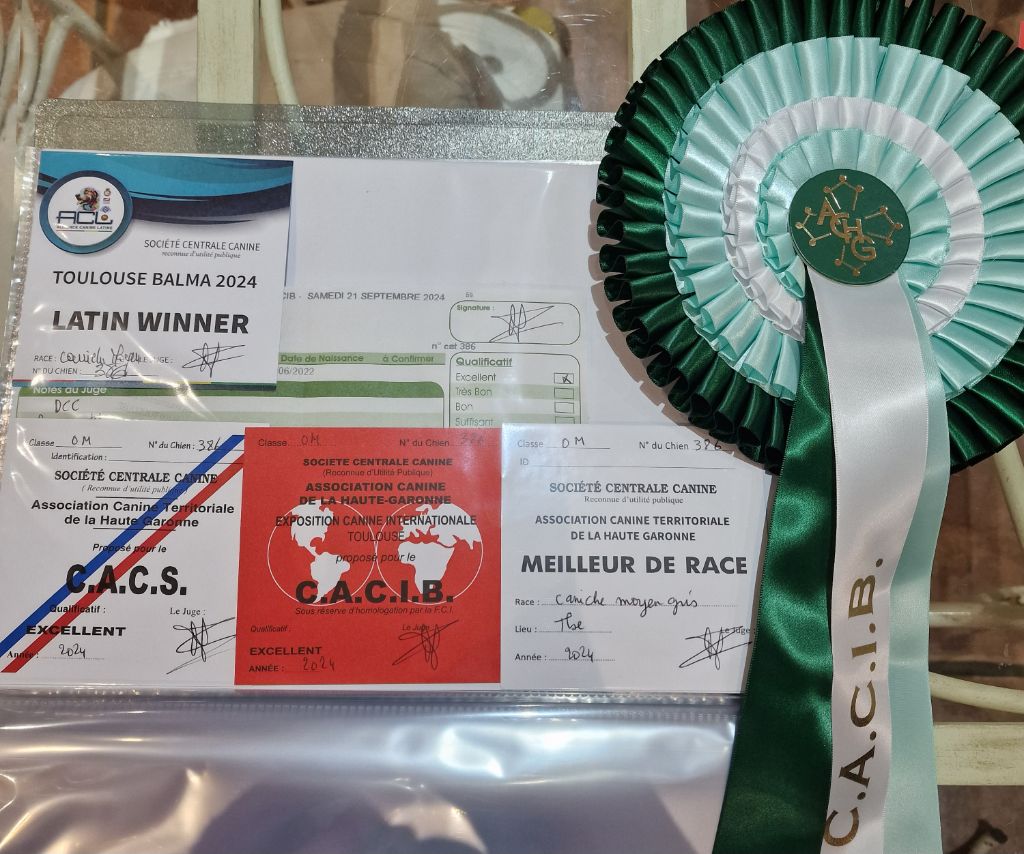 ACL
ALLIANCE CANINE LATINE
SOCIÉTÉ CENTRALE CANINE
reconnue d'utilité publique
TOULOUSE BALMA 2024
LATIN WINNER
RACE : LE JUGE :
N° DU CHIEN : 386
CIB - SAMEDI 21 SEPTEMBRE 2024
Signature :
n° cat 386
Date de Naissance à Confirmer
06/2022
Qualificatif
Excellent
Très Bon
Bon
Suffisant
Notes du Juge
DCC
Classe OM N° du Chien : 386
Identification :
SOCIÉTÉ CENTRALE CANINE
( Reconnue d'utilité publique )
Association Canine Territoriale
de la Haute Garonne
Proposé pour le
C.A.C.S.
Qualificatif : Le Juge :
EXCELLENT
Année : 2024
Classe OM N° du Chien 386
SOCIETE CENTRALE CANINE
(Reconnue d'Utilité Publique)
ASSOCIATION CANINE
DE LA HAUTE-GARONNE
EXPOSITION CANINE INTERNATIONALE
TOULOUSE
proposé pour le
C.A.C.I.B.
Sous réserve d'homologation par la F.C.I.
Qualificatif : Le Juge :
EXCELLENT
ANNÉE : 2024
Classe OM N° du Chien 386
ID
SOCIÉTÉ CENTRALE CANINE
Reconnue d'utilité publique
ASSOCIATION CANINE TERRITORIALE
DE LA HAUTE GARONNE
MEILLEUR DE RACE
Race : caniche moyen gris
Lieu : Tlse
Le Juge :
Année : 2024
ACHG
C.A.C.I.B.